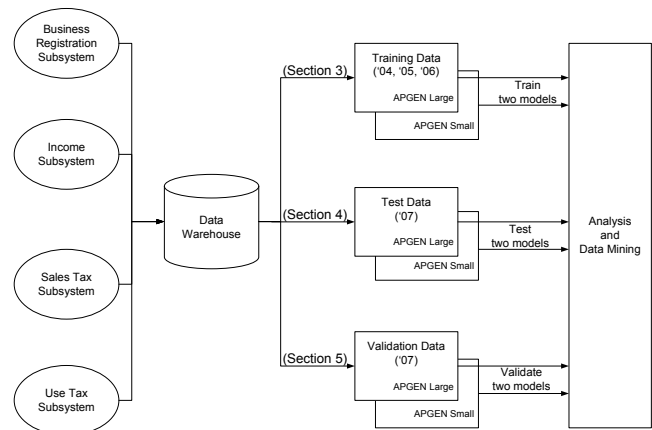 Business
Registration
Subsystem
Income
Subsystem
Sales Tax
Subsystem
Use Tax
Subsystem
Data
Warehouse
(Section 3)
Training Data
(‘04, ‘05, ‘06)
APGEN Large
APGEN Small
Train
two models
(Section 4)
Test Data
(‘07)
APGEN Large
APGEN Small
Test
two models
(Section 5)
Validation Data
(‘07)
APGEN Large
APGEN Small
Validate
two models
Analysis
and
Data Mining